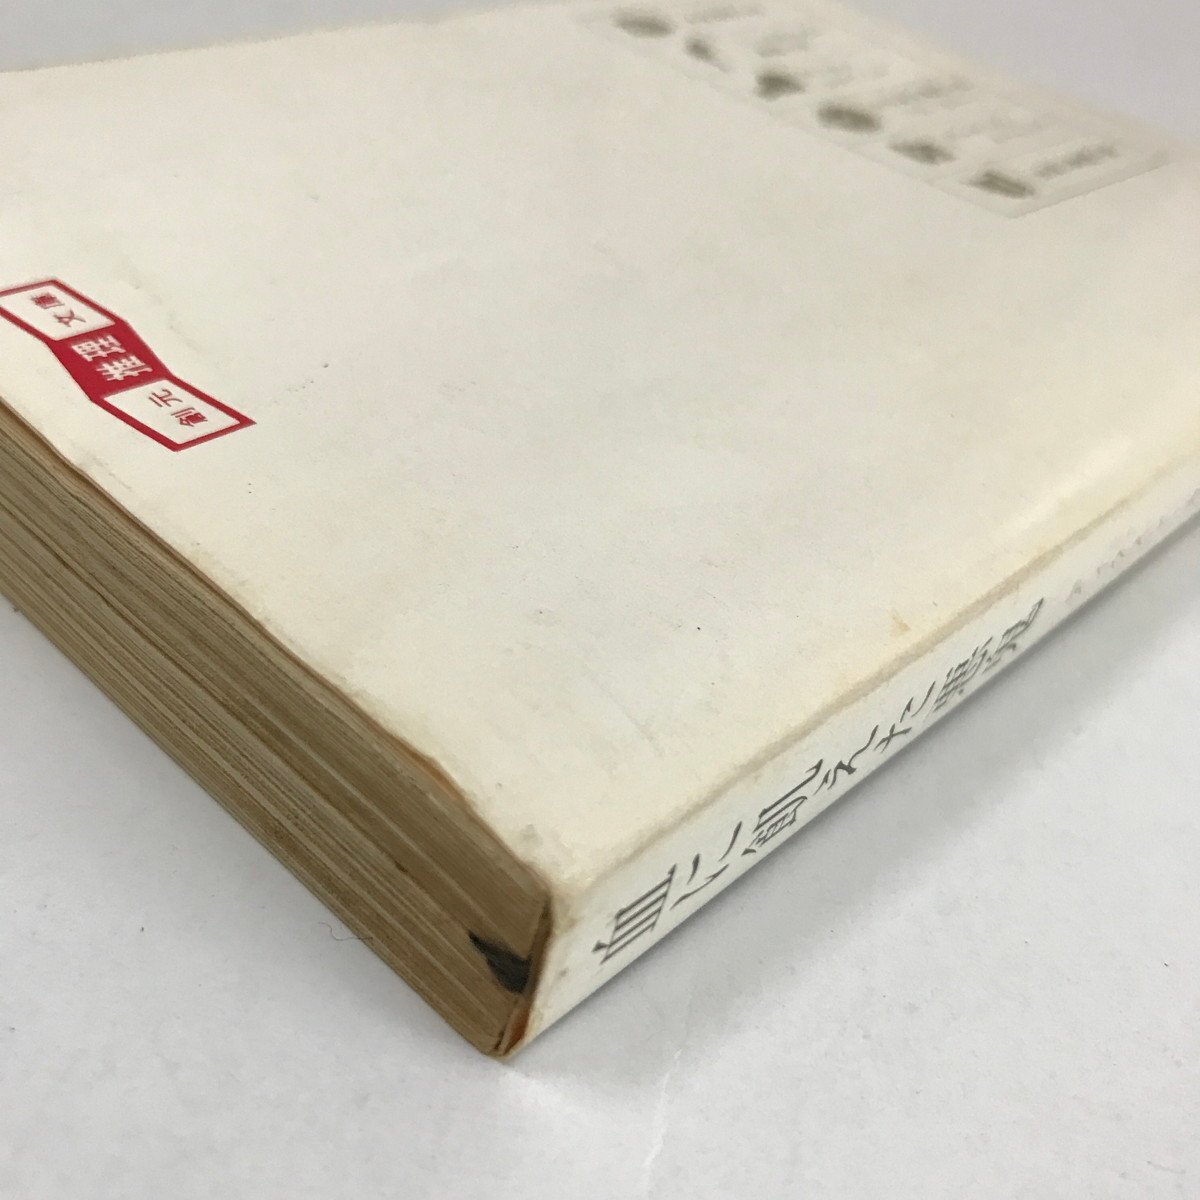 創元
推理
文庫
血に飢えた悪鬼